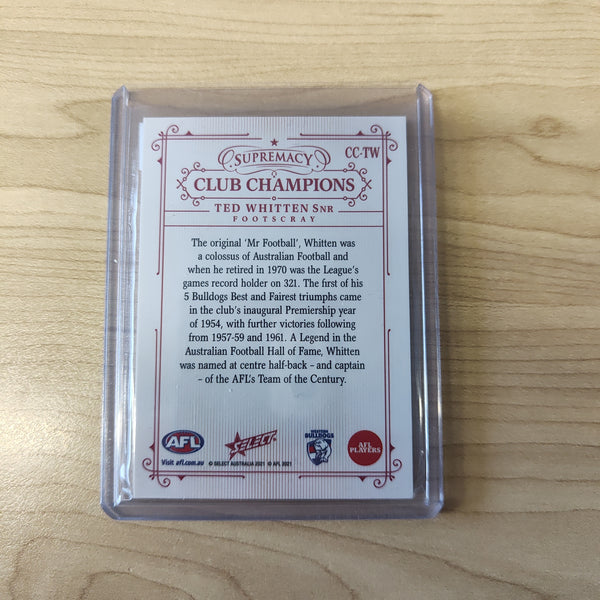 SUPREMACY
CC-TW
CLUB CHAMPIONS
TED WHITTEN SNR
FOOTSCRAY
The original 'Mr Football', Whitten was
a colossus of Australian Football and
when he retired in 1970 was the League's
games record holder on 321. The first of his
5 Bulldogs Best and Fairest triumphs came
in the club's inaugural Premiership year
of 1954, with further victories following
from 1957-59 and 1961. A Legend in the
Australian Football Hall of Fame, Whitten
was named at centre half-back – and captain
– of the AFL's Team of the Century.
AFL
Visit afl.com.au
SELECT
© SELECT AUSTRALIA 2021 © AFL 2021
WESTERN
BULLDOGS
AFL
PLAYERS